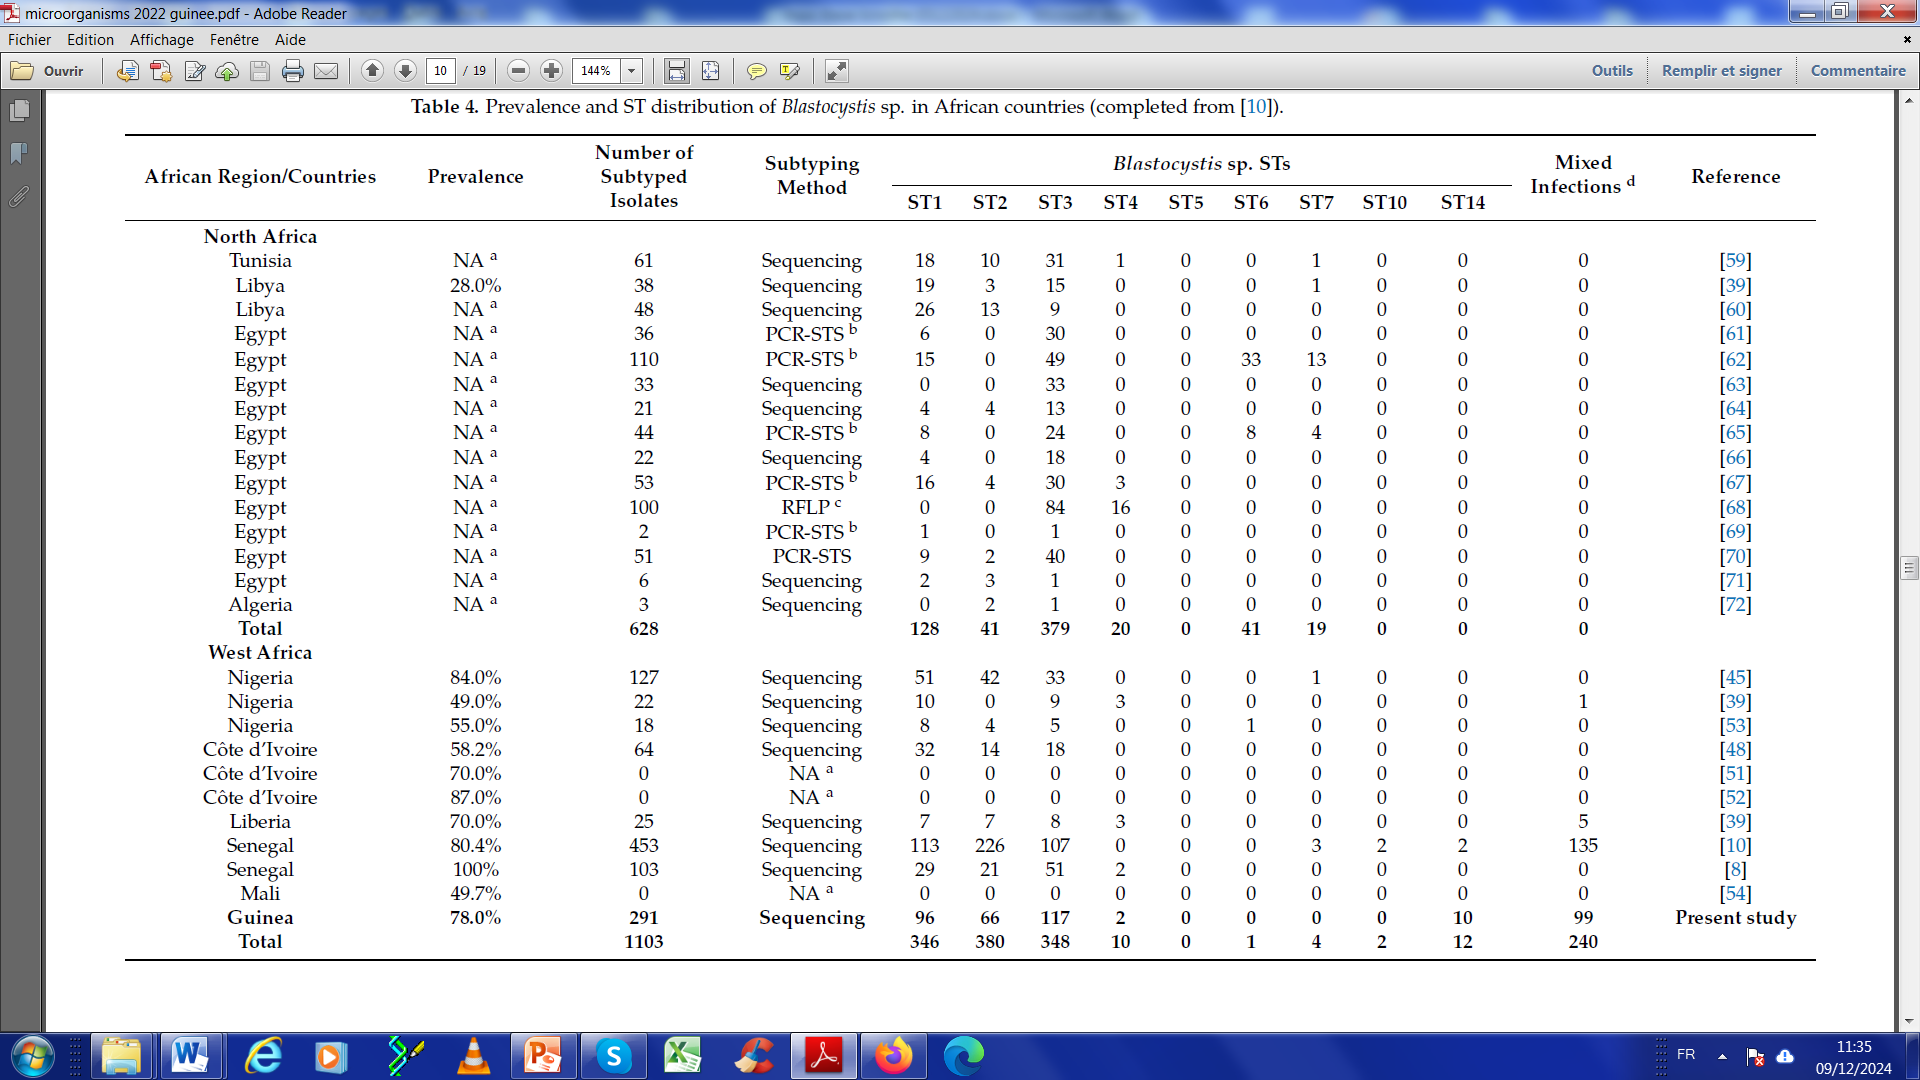 microorganisms 2022 guinee.pdf - Adobe Reader
Fichier Edition Affichage Fenêtre Aide
Ouvrir 10 / 19 144% Outils Remplir et signer Commentaire
Table 4. Prevalence and ST distribution of Blastocystis sp. in African countries (completed from [10]).
African Region/Countries Prevalence Number of Subtyped Isolates Subtyping Method Blastocystis sp. STs Mixed Infections d Reference
ST1 ST2 ST3 ST4 ST5 ST6 ST7 ST10 ST14
North Africa
Tunisia NA a 61 Sequencing 18 10 31 1 0 0 1 0 0 0 [59]
Libya 28.0% 38 Sequencing 19 3 15 0 0 0 1 0 0 0 [39]
Libya NA a 48 Sequencing 26 13 9 0 0 0 0 0 0 0 [60]
Egypt NA a 36 PCR-STS b 6 0 30 0 0 0 0 0 0 0 [61]
Egypt NA a 110 PCR-STS b 15 0 49 0 0 33 13 0 0 0 [62]
Egypt NA a 33 Sequencing 0 0 33 0 0 0 0 0 0 0 [63]
Egypt NA a 21 Sequencing 4 4 13 0 0 0 0 0 0 0 [64]
Egypt NA a 44 PCR-STS b 8 0 24 0 0 8 4 0 0 0 [65]
Egypt NA a 22 Sequencing 4 0 18 0 0 0 0 0 0 0 [66]
Egypt NA a 53 PCR-STS b 16 4 30 3 0 0 0 0 0 0 [67]
Egypt NA a 100 RFLP c 0 0 84 16 0 0 0 0 0 0 [68]
Egypt NA a 2 PCR-STS b 1 0 1 0 0 0 0 0 0 0 [69]
Egypt NA a 51 PCR-STS 9 2 40 0 0 0 0 0 0 0 [70]
Egypt NA a 6 Sequencing 2 3 1 0 0 0 0 0 0 0 [71]
Algeria NA a 3 Sequencing 0 2 1 0 0 0 0 0 0 0 [72]
Total 628 128 41 379 20 0 41 19 0 0 0
West Africa
Nigeria 84.0% 127 Sequencing 51 42 33 0 0 0 1 0 0 0 [45]
Nigeria 49.0% 22 Sequencing 10 0 9 3 0 0 0 0 0 1 [39]
Nigeria 55.0% 18 Sequencing 8 4 5 0 0 1 0 0 0 0 [53]
Côte d'Ivoire 58.2% 64 Sequencing 32 14 18 0 0 0 0 0 0 0 [48]
Côte d'Ivoire 70.0% 0 NA a 0 0 0 0 0 0 0 0 0 0 [51]
Côte d'Ivoire 87.0% 0 NA a 0 0 0 0 0 0 0 0 0 0 [52]
Liberia 70.0% 25 Sequencing 7 7 8 3 0 0 0 0 0 5 [39]
Senegal 80.4% 453 Sequencing 113 226 107 0 0 0 3 2 2 135 [10]
Senegal 100% 103 Sequencing 29 21 51 2 0 0 0 0 0 0 [8]
Mali 49.7% 0 NA a 0 0 0 0 0 0 0 0 0 0 [54]
Guinea 78.0% 291 Sequencing 96 66 117 2 0 0 0 0 10 99 Present study
Total 1103 346 380 348 10 0 1 4 2 12 240
FR 11:35
09/12/2024